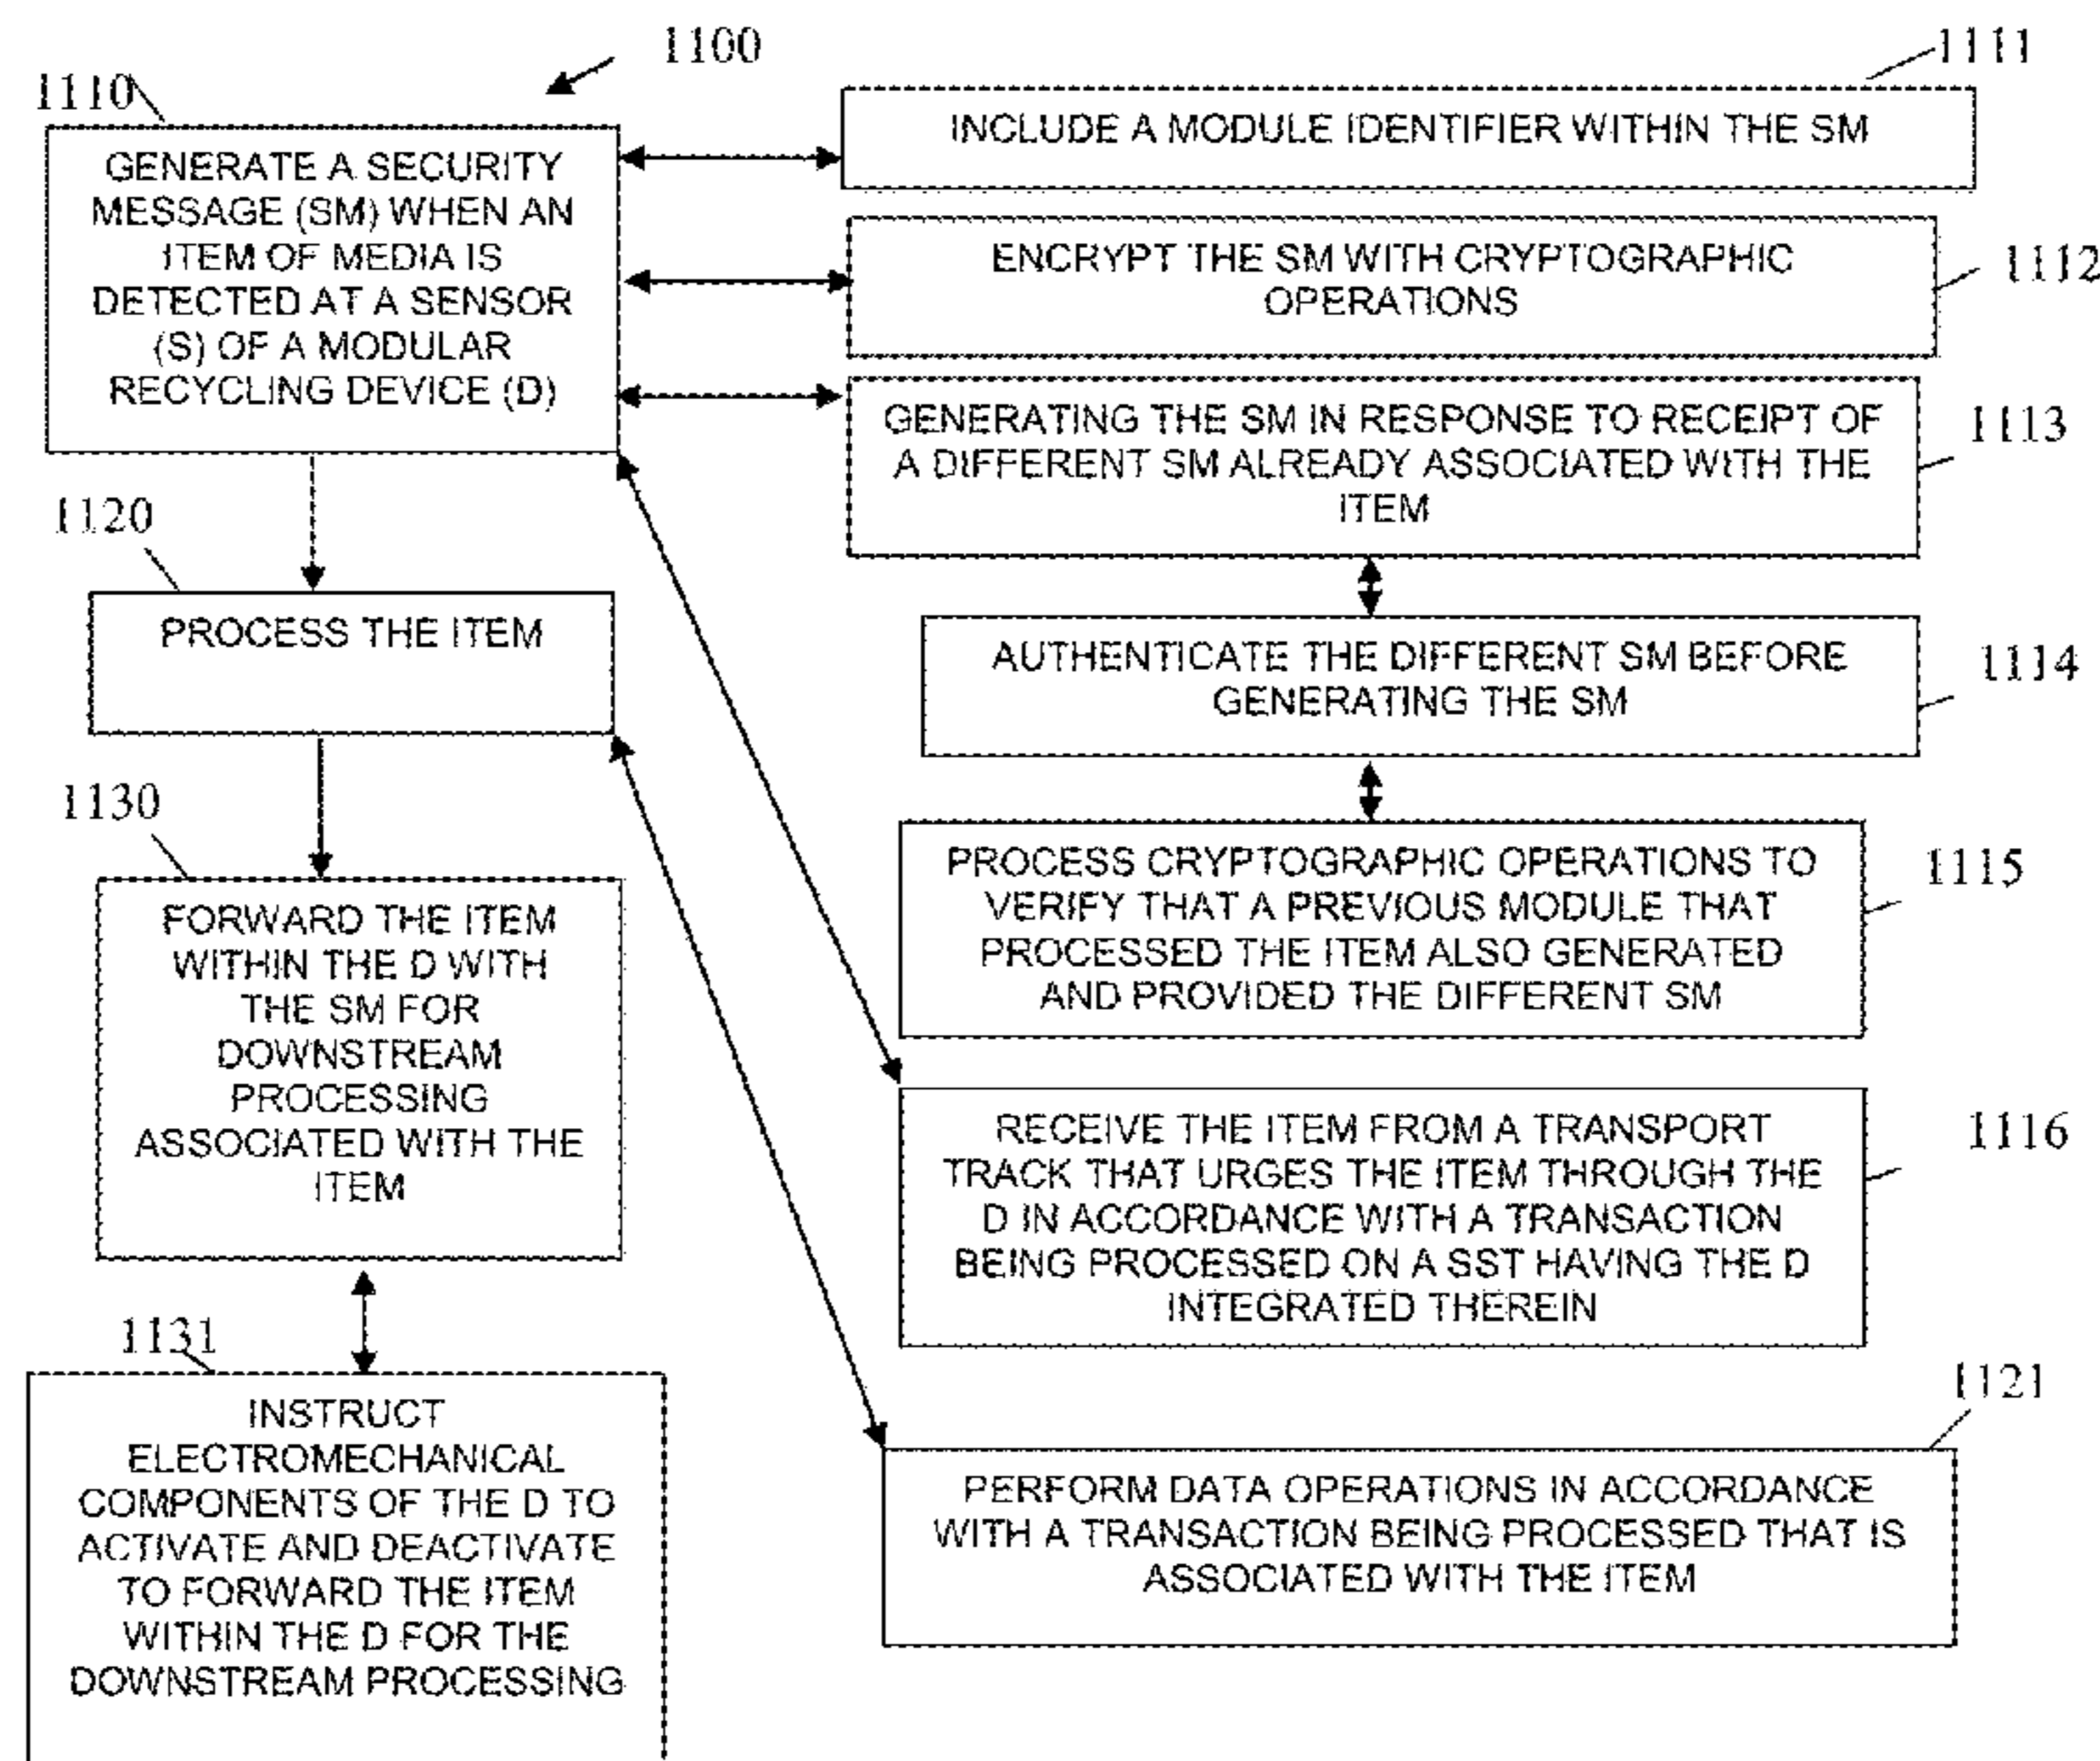 1100
1110
GENERATE A SECURITY
MESSAGE (SM) WHEN AN
ITEM OF MEDIA IS
DETECTED AT A SENSOR
(S) OF A MODULAR
RECYCLING DEVICE (D)
1111
INCLUDE A MODULE IDENTIFIER WITHIN THE SM
ENCRYPT THE SM WITH CRYPTOGRAPHIC
OPERATIONS
1112
GENERATING THE SM IN RESPONSE TO RECEIPT OF
A DIFFERENT SM ALREADY ASSOCIATED WITH THE
ITEM
1113
AUTHENTICATE THE DIFFERENT SM BEFORE
GENERATING THE SM
1114
PROCESS CRYPTOGRAPHIC OPERATIONS TO
VERIFY THAT A PREVIOUS MODULE THAT
PROCESSED THE ITEM ALSO GENERATED
AND PROVIDED THE DIFFERENT SM
1115
RECEIVE THE ITEM FROM A TRANSPORT
TRACK THAT URGES THE ITEM THROUGH THE
D IN ACCORDANCE WITH A TRANSACTION
BEING PROCESSED ON A SST HAVING THE D
INTEGRATED THEREIN
1116
1120
PROCESS THE ITEM
1121
PERFORM DATA OPERATIONS IN ACCORDANCE
WITH A TRANSACTION BEING PROCESSED THAT IS
ASSOCIATED WITH THE ITEM
1130
FORWARD THE ITEM
WITHIN THE D WITH
THE SM FOR
DOWNSTREAM
PROCESSING
ASSOCIATED WITH THE
ITEM
1131
INSTRUCT
ELECTROMECHANICAL
COMPONENTS OF THE D TO
ACTIVATE AND DEACTIVATE
TO FORWARD THE ITEM
WITHIN THE D FOR THE
DOWNSTREAM PROCESSING